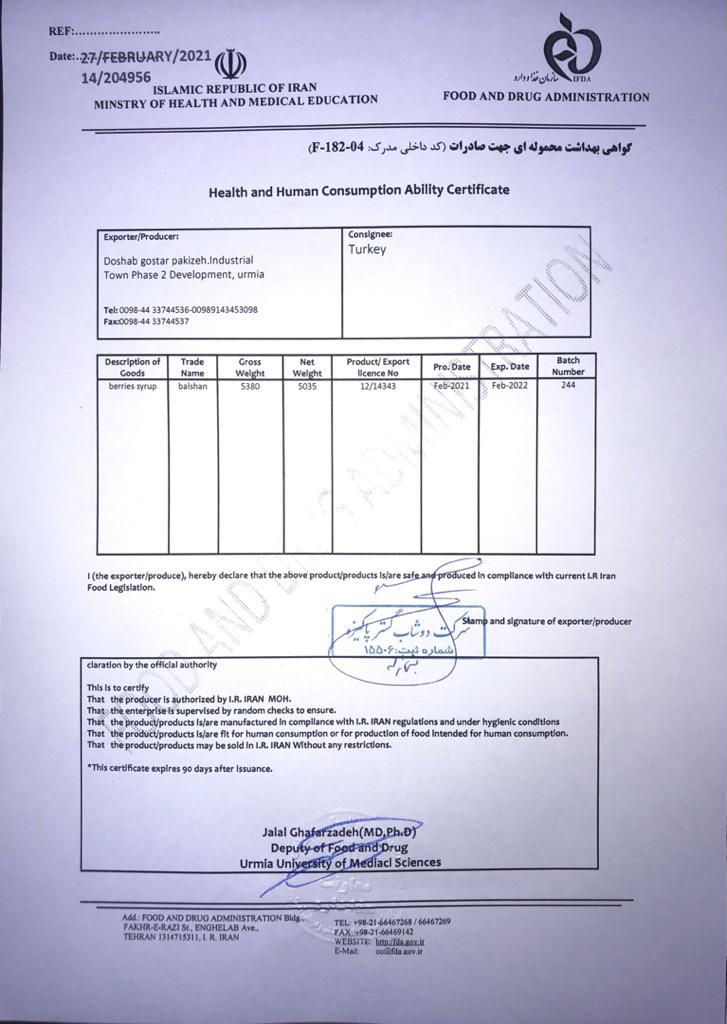 REF:......................
Date:..27/FEBRUARY/2021
14/204956
ISLAMIC REPUBLIC OF IRAN
MINSTRY OF HEALTH AND MEDICAL EDUCATION
سازمان غذا و دارو
IFDA
FOOD AND DRUG ADMINISTRATION
گواهی بهداشت محموله ای جهت صادرات (کد داخلی مدرک: F-182-04)
Health and Human Consumption Ability Certificate
Exporter/Producer:
Doshab gostar pakizeh.Industrial
Town Phase 2 Development, urmia
Tel: 0098-44 33744536-00989143453098
Fax:0098-44 33744537
Consignee:
Turkey
Description of Goods Trade Name Gross Weight Net Weight Product/ Export licence No Pro. Date Exp. Date Batch Number
berries syrup balshan 5380 5035 12/14343 Feb-2021 Feb-2022 244
FOOD AND DRUG ADMINISTRATION
I (the exporter/produce), hereby declare that the above product/products is/are safe and produced in compliance with current I.R Iran
Food Legislation.
Stamp and signature of exporter/producer
شرکت دوشاب گستر پاکیزه
شماره ثبت: ۱۵۵۰۶
claration by the official authority
This is to certify
That the producer is authorized by I.R. IRAN MOH.
That the enterprise is supervised by random checks to ensure.
That the product/products is/are manufactured in compliance with I.R. IRAN regulations and under hygienic conditions
That the product/products is/are fit for human consumption or for production of food intended for human consumption.
That the product/products may be sold in I.R. IRAN Without any restrictions.
*This certificate expires 90 days after issuance.
Jalal Ghafarzadeh(MD,Ph.D)
Deputy of Food and Drug
Urmia University of Mediacl Sciences
Add.: FOOD AND DRUG ADMINISTRATION Bldg.,
FAKHR-E-RAZI St., ENGHELAB Ave.,
TEHRAN 1314715311, I. R. IRAN
TEL: +98-21-66467268 / 66467269
FAX: +98-21-66469142
WEBSITE: http:/fda.gov.ir
E-Mail: co@fda.gov.ir